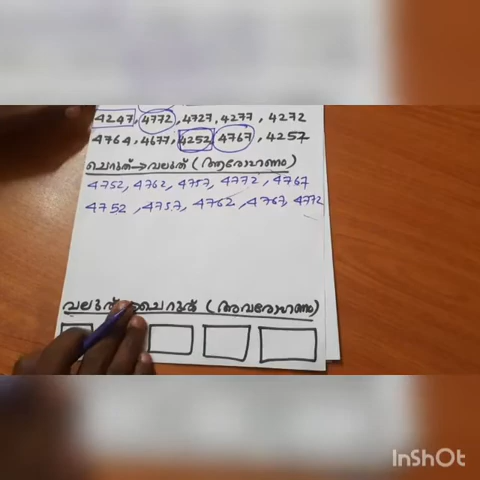 4247, 4772, 4727, 4277, 4272
4764, 4677, 4252, 4767, 4257
ചെറുത്→വലുത് (ആരോഹണം)
4752, 4762, 4757, 4772, 4767
4752, 4757, 4762, 4767, 4772
വലുത്→ചെറുത് (അവരോഹണം)
InShOt